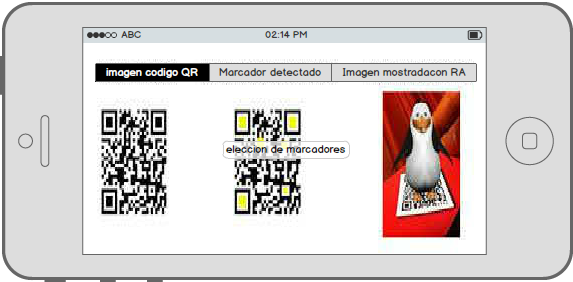 ABC 02:14 PM
imagen codigo QR Marcador detectado Imagen mostradacon RA
eleccion de marcadores